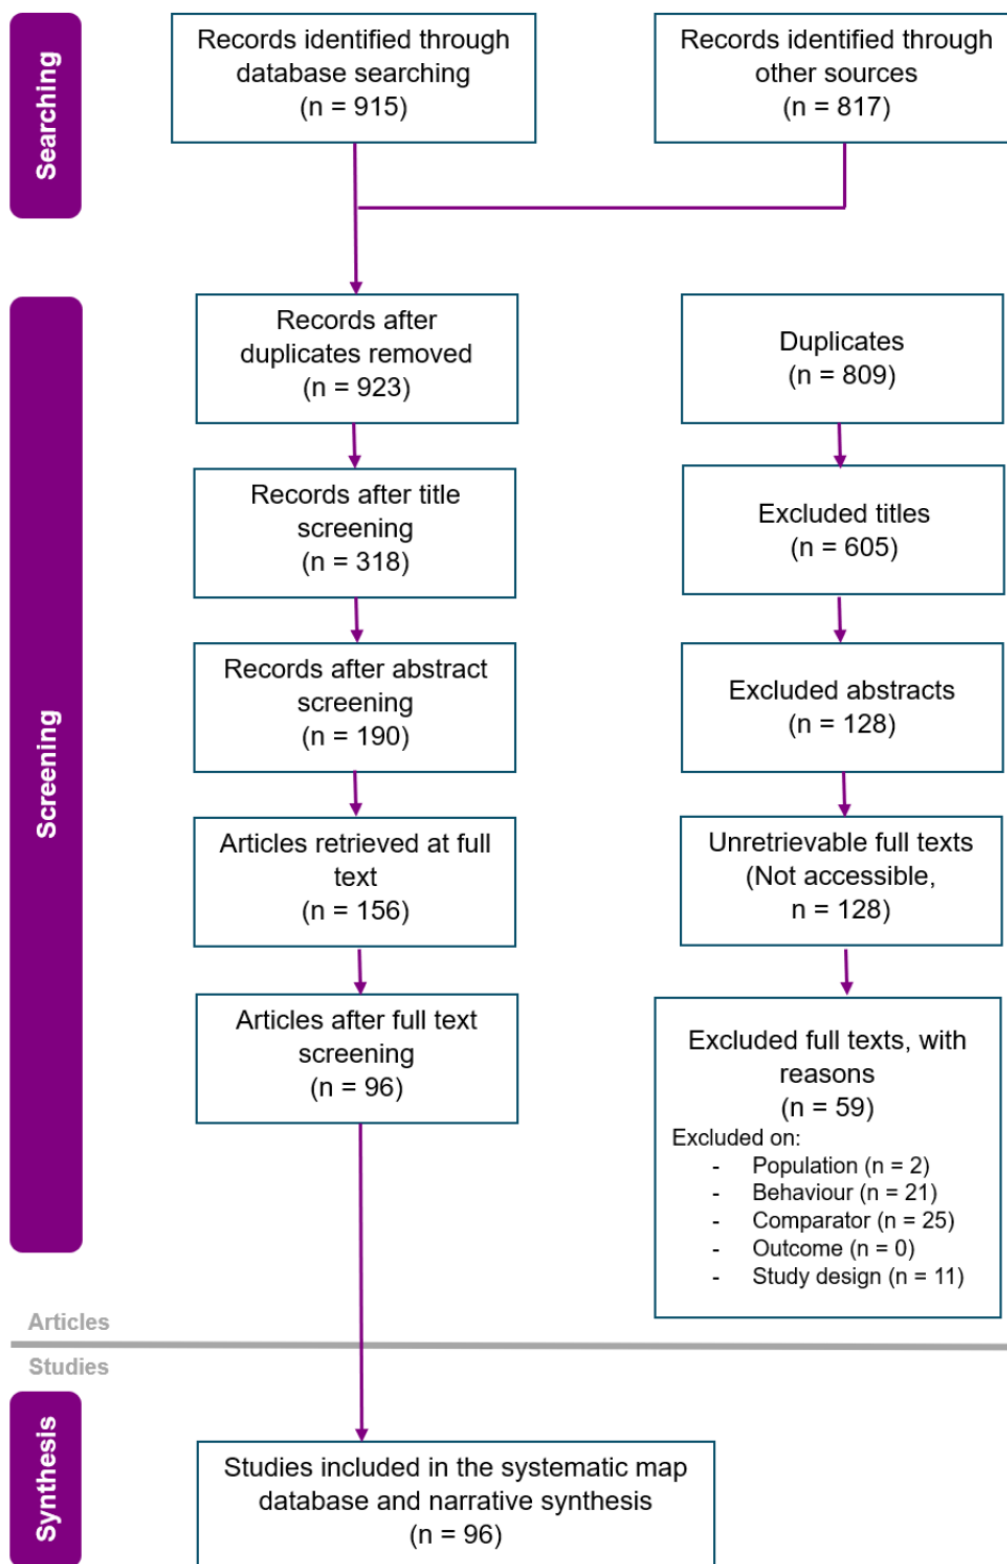 Searching
Records identified through
database searching
(n = 915)
Records identified through
other sources
(n = 817)
Screening
Records after
duplicates removed
(n = 923)
Duplicates
(n = 809)
Records after title
screening
(n = 318)
Excluded titles
(n = 605)
Records after abstract
screening
(n = 190)
Excluded abstracts
(n = 128)
Articles retrieved at full
text
(n = 156)
Unretrievable full texts
(Not accessible,
n = 128)
Articles after full text
screening
(n = 96)
Excluded full texts, with
reasons
(n = 59)
Excluded on:
- Population (n = 2)
- Behaviour (n = 21)
- Comparator (n = 25)
- Outcome (n = 0)
- Study design (n = 11)
Articles
Studies
Synthesis
Studies included in the systematic map
database and narrative synthesis
(n = 96)